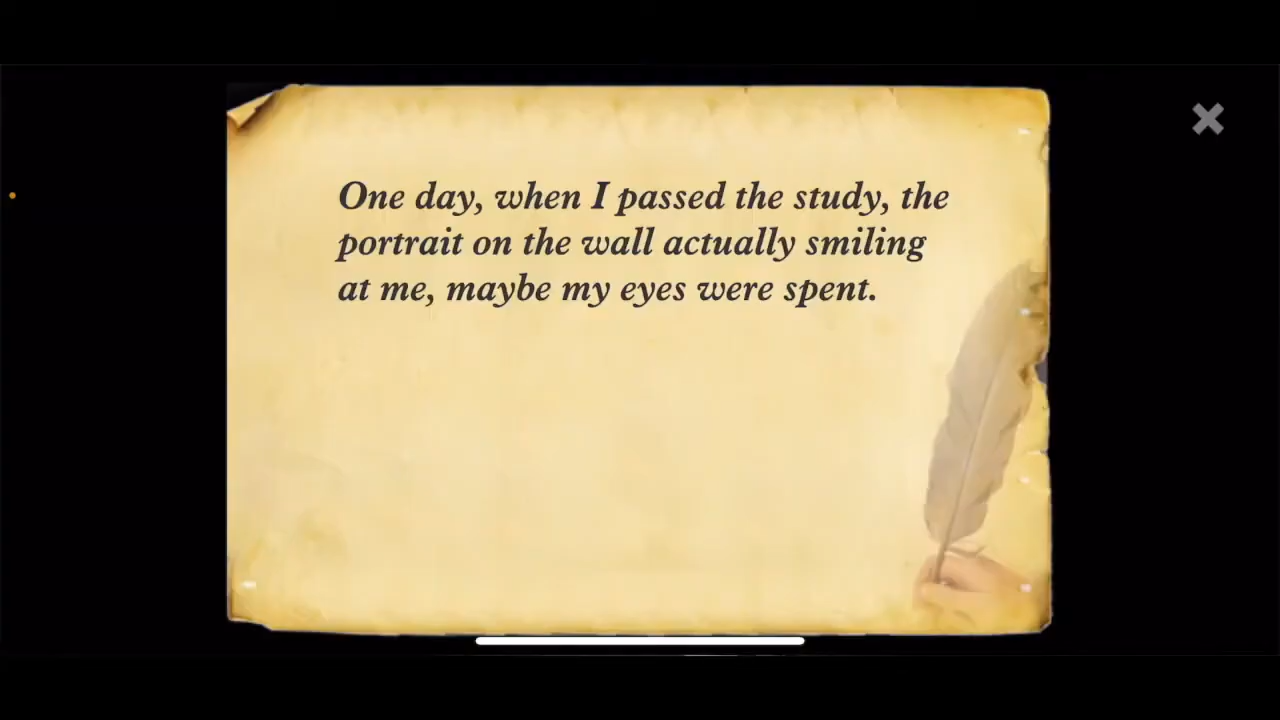 One day, when I passed the study, the
portrait on the wall actually smiling
at me, maybe my eyes were spent.